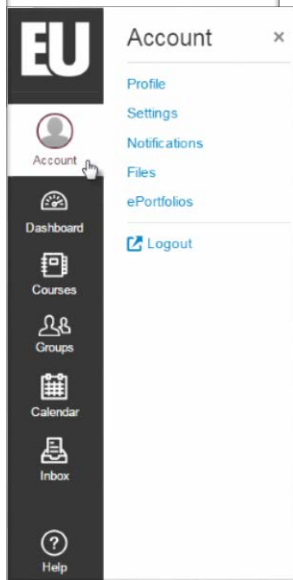 EU
Account
Dashboard
Courses
Groups
Calendar
Inbox
Help
Account ×
Profile
Settings
Notifications
Files
ePortfolios
Logout